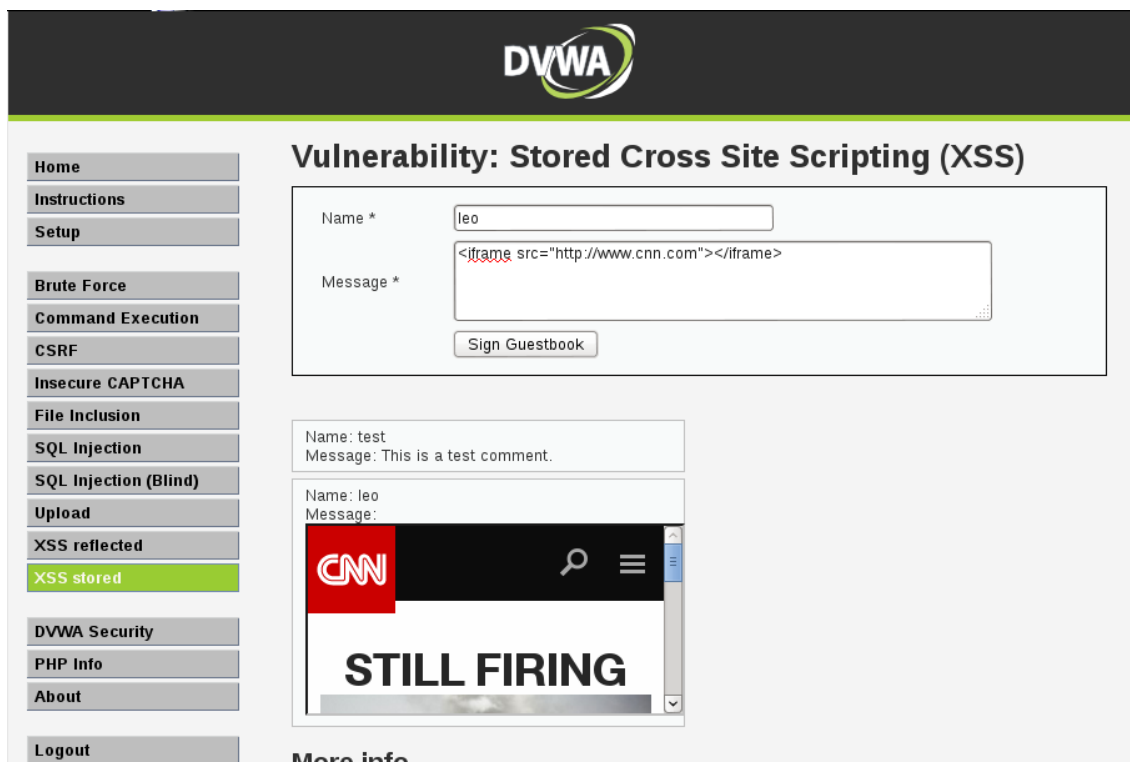 DVWA
Home
Instructions
Setup
Brute Force
Command Execution
CSRF
Insecure CAPTCHA
File Inclusion
SQL Injection
SQL Injection (Blind)
Upload
XSS reflected
XSS stored
DVWA Security
PHP Info
About
Logout
Vulnerability: Stored Cross Site Scripting (XSS)
Name *
leo
Message *
<iframe src="http://www.cnn.com"></iframe>
Sign Guestbook
Name: test
Message: This is a test comment.
Name: leo
Message:
CNN
STILL FIRING
More info